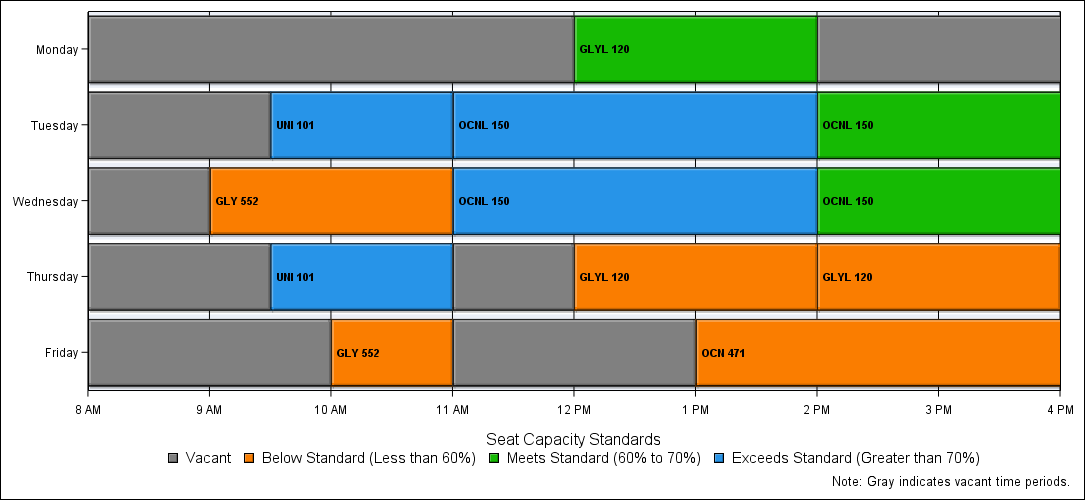 Monday
GLYL 120
Tuesday
UNI 101
OCNL 150
OCNL 150
Wednesday
GLY 552
OCNL 150
OCNL 150
Thursday
UNI 101
GLYL 120
GLYL 120
Friday
GLY 552
OCN 471
8 AM 9 AM 10 AM 11 AM 12 PM 1 PM 2 PM 3 PM 4 PM
Seat Capacity Standards
Vacant Below Standard (Less than 60%) Meets Standard (60% to 70%) Exceeds Standard (Greater than 70%)
Note: Gray indicates vacant time periods.